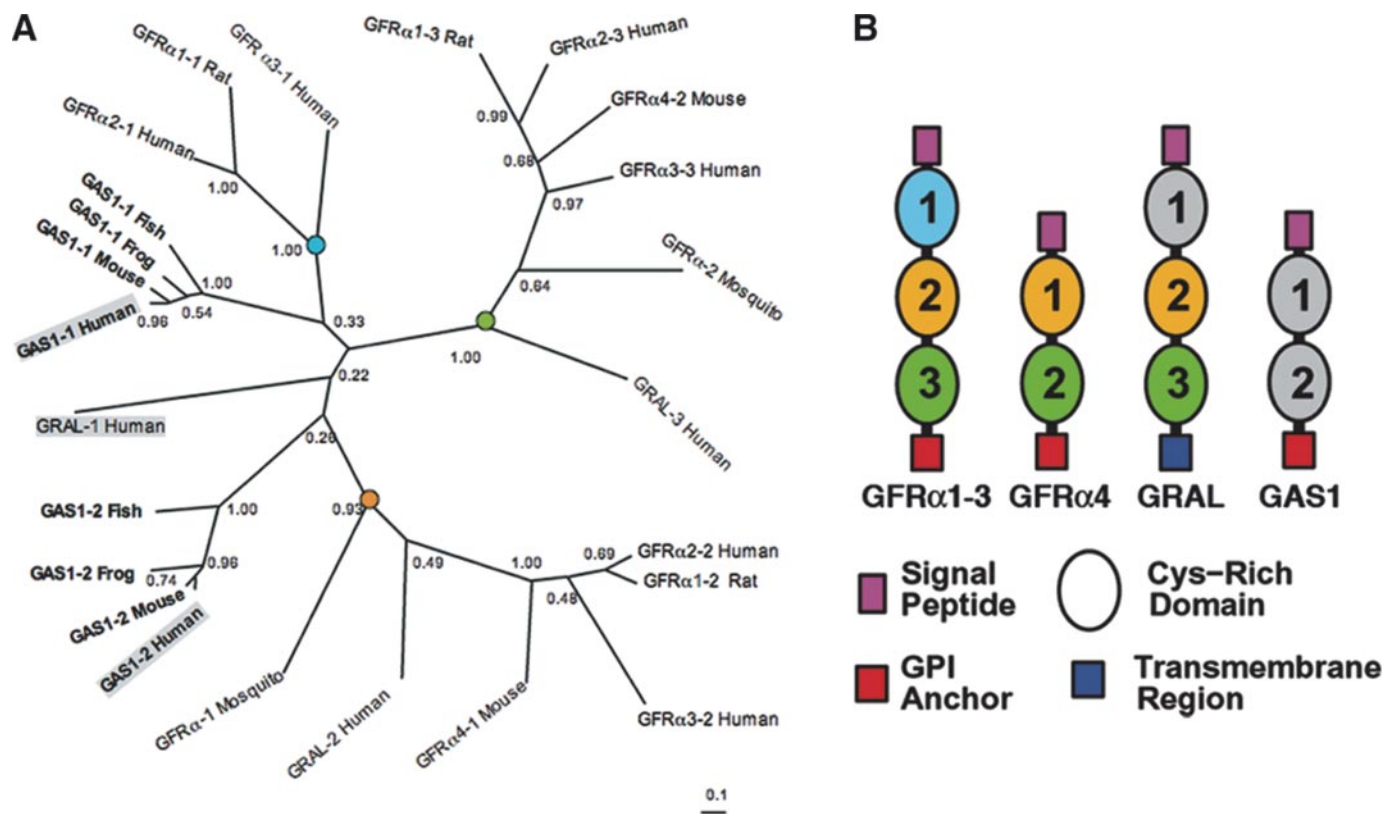 A
GFRα1-1 Rat
GFRα3-1 Human
GFRα2-1 Human
1.00
1.00
GAS1-1 Fish
GAS1-1 Frog
GAS1-1 Mouse
GAS1-1 Human
1.00
0.54
0.96
0.33
0.22
GRAL-1 Human
0.26
GAS1-2 Fish
1.00
GAS1-2 Frog
0.96
0.74
GAS1-2 Mouse
GAS1-2 Human
GFRα1-3 Rat
GFRα2-3 Human
0.99
GFRα4-2 Mouse
0.68
GFRα3-3 Human
0.97
GFRα-2 Mosquito
0.64
1.00
GRAL-3 Human
0.93
0.49
1.00
0.69
GFRα2-2 Human
GFRα1-2 Rat
0.48
GFRα-1 Mosquito
GRAL-2 Human
GFRα4-1 Mouse
GFRα3-2 Human
0.1
B
1
2
3
GFRα1-3
1
2
GFRα4
1
2
3
GRAL
1
2
GAS1
Signal
Peptide
Cys-Rich
Domain
GPI
Anchor
Transmembrane
Region